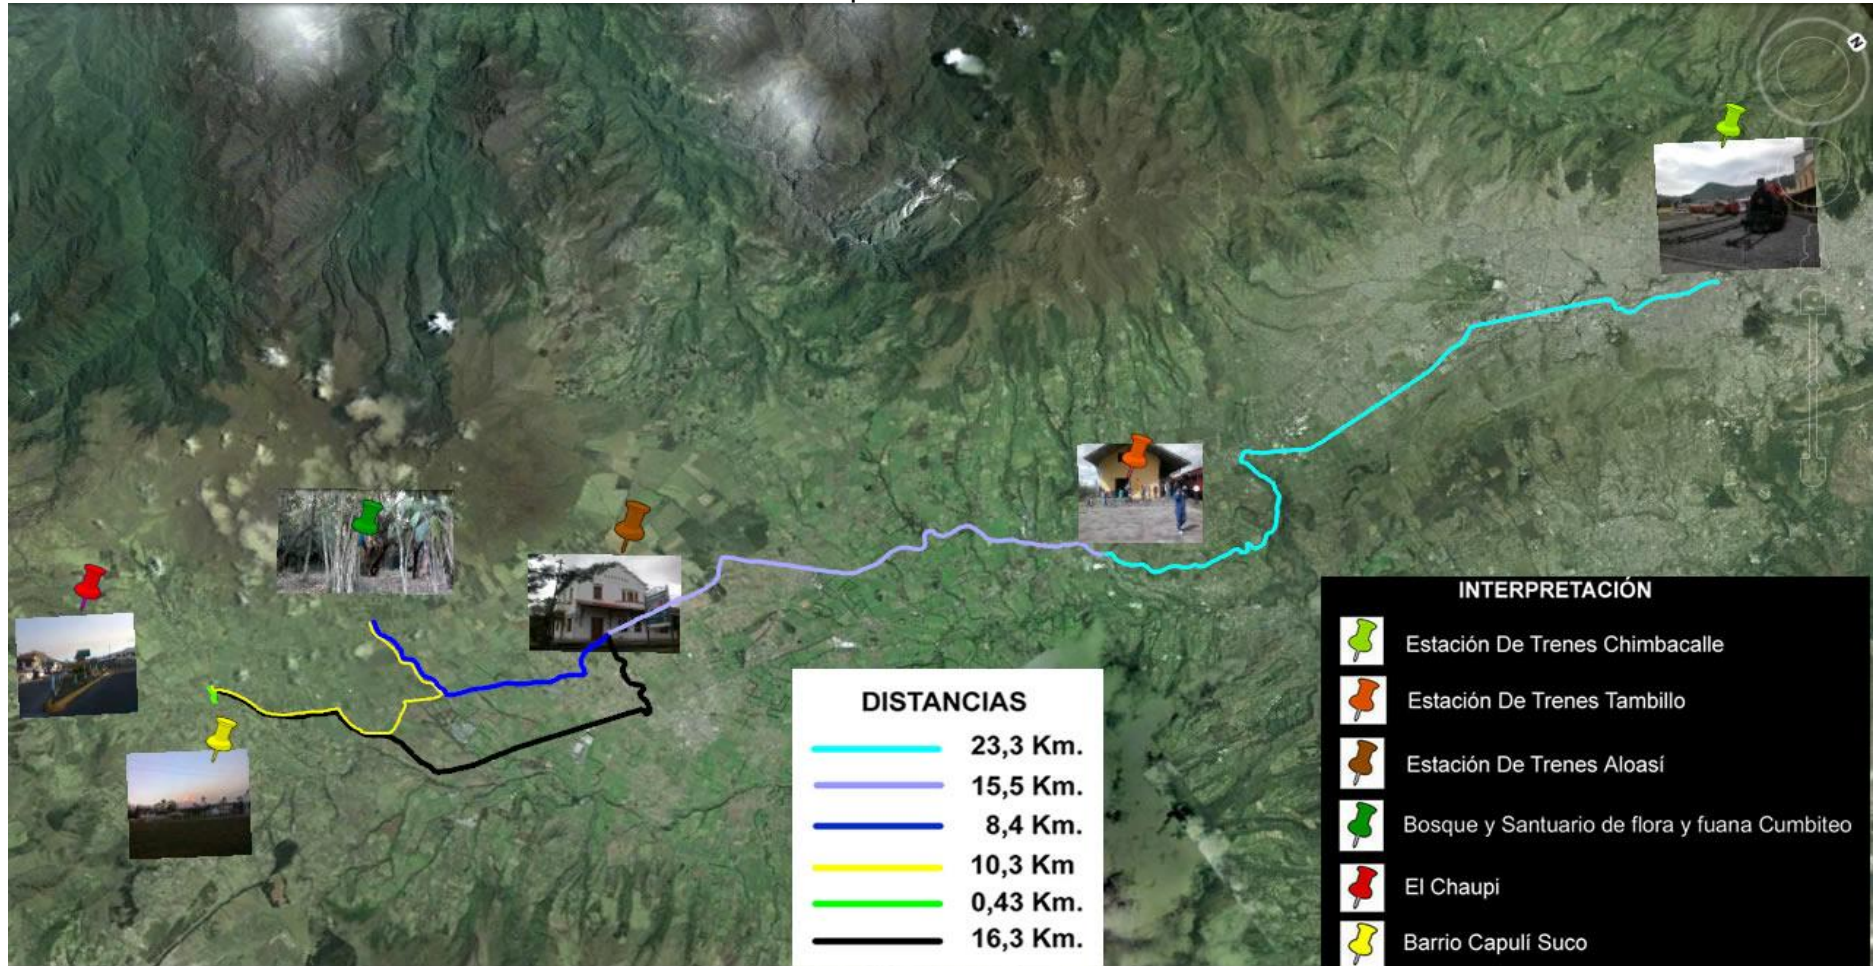 N
INTERPRETACIÓN
Estación De Trenes Chimbacalle
Estación De Trenes Tambillo
Estación De Trenes Aloasí
Bosque y Santuario de flora y fuana Cumbiteo
El Chaupi
Barrio Capulí Suco
DISTANCIAS
23,3 Km.
15,5 Km.
8,4 Km.
10,3 Km
0,43 Km.
16,3 Km.